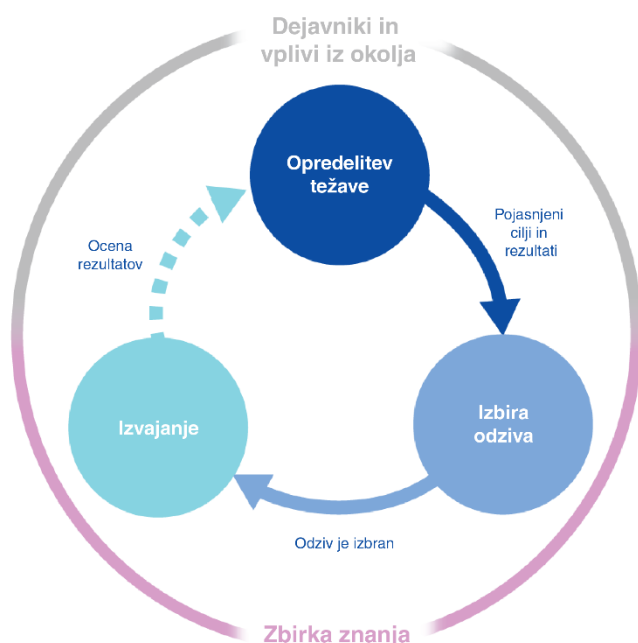 Dejavniki in
vplivi iz okolja
Opredelitev
težave
Pojasnjeni
cilji in
rezultati
Ocena
rezultatov
Izbira
odziva
Izvajanje
Odziv je izbran
Zbirka znanja